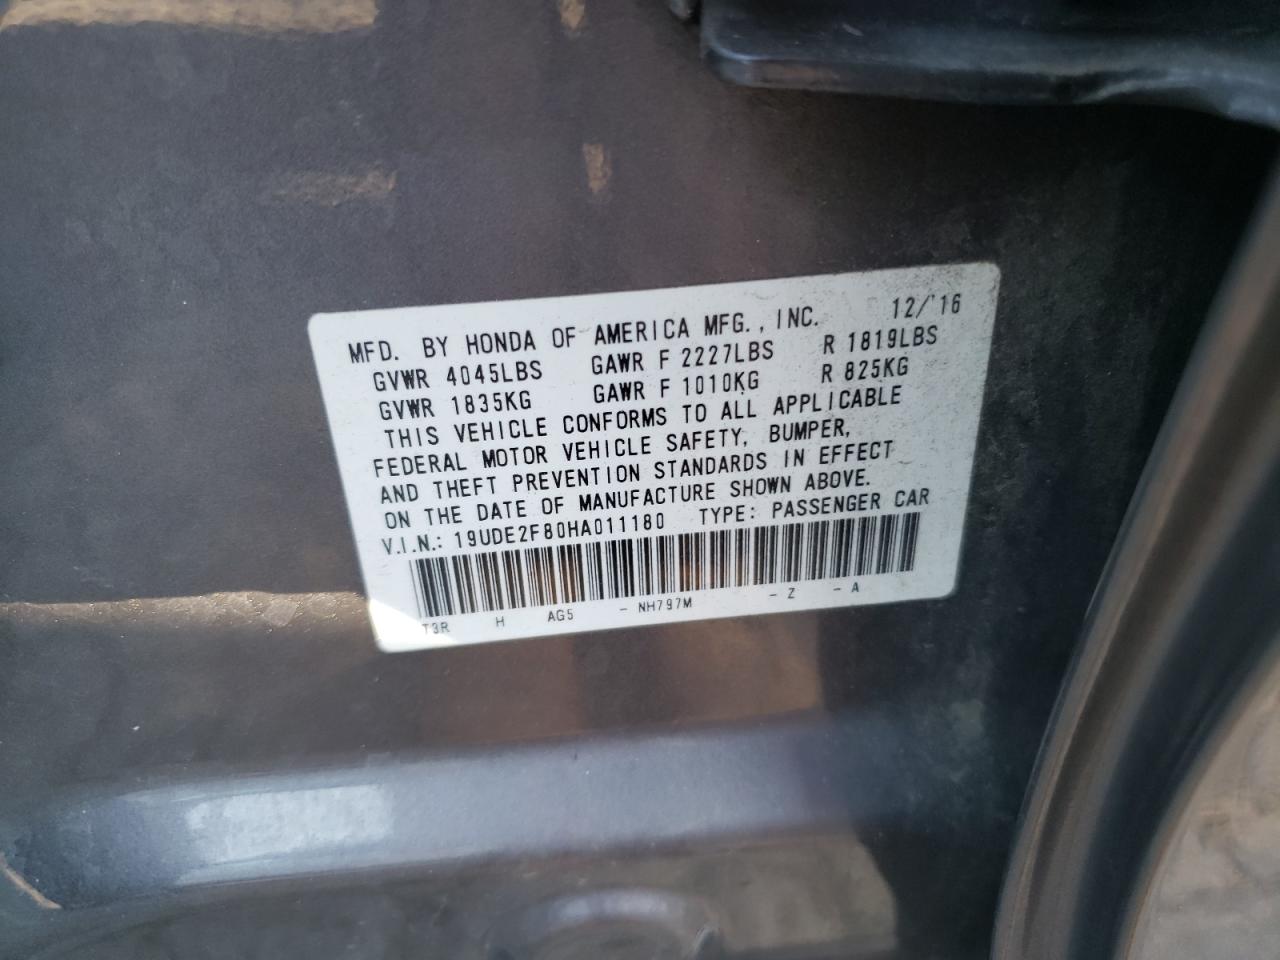 MFD. BY HONDA OF AMERICA MFG., INC. 12/'16
GVWR 4045LBS GAWR F 2227LBS R 1819LBS
GVWR 1835KG GAWR F 1010KG R 825KG
THIS VEHICLE CONFORMS TO ALL APPLICABLE
FEDERAL MOTOR VEHICLE SAFETY, BUMPER,
AND THEFT PREVENTION STANDARDS IN EFFECT
ON THE DATE OF MANUFACTURE SHOWN ABOVE.
V.I.N.: 19UDE2F80HA011180 TYPE: PASSENGER CAR
T3R H AG5 - NH797M - Z - A